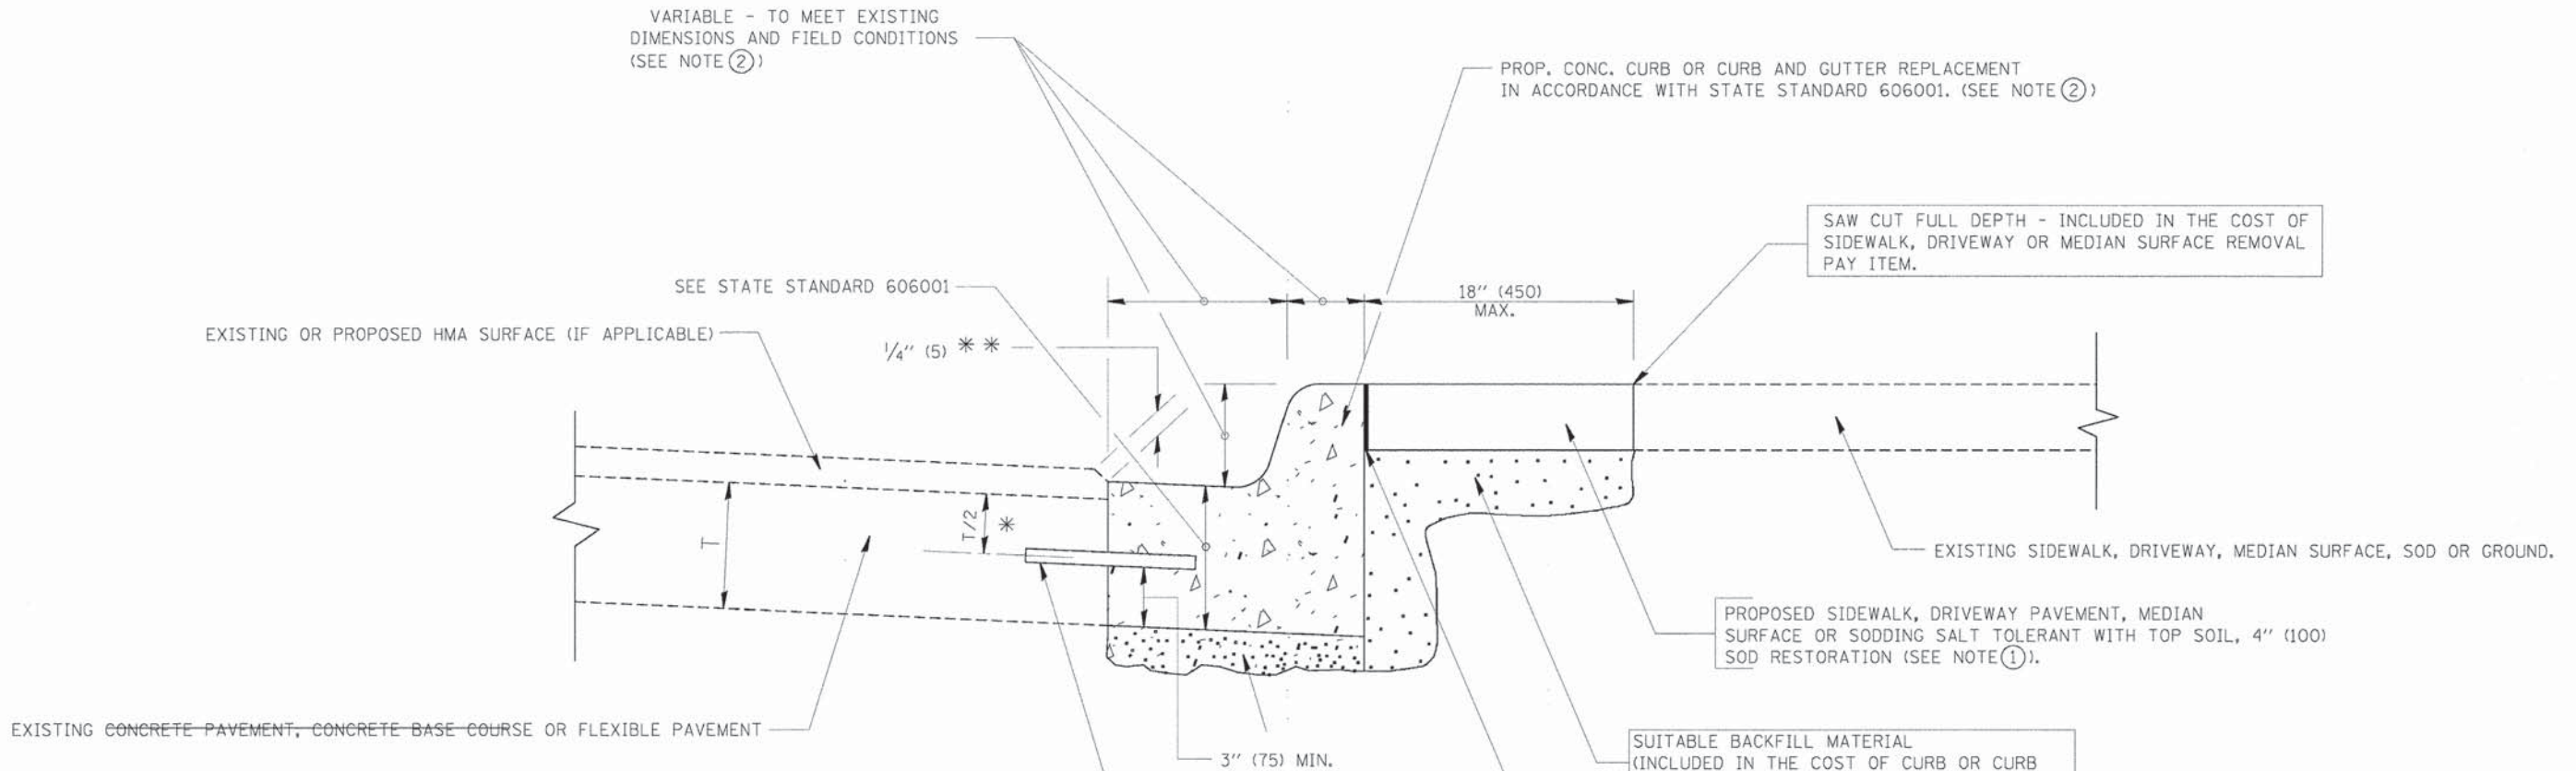 VARIABLE - TO MEET EXISTING
DIMENSIONS AND FIELD CONDITIONS
(SEE NOTE ②)
PROP. CONC. CURB OR CURB AND GUTTER REPLACEMENT
IN ACCORDANCE WITH STATE STANDARD 606001. (SEE NOTE ②)
SAW CUT FULL DEPTH - INCLUDED IN THE COST OF
SIDEWALK, DRIVEWAY OR MEDIAN SURFACE REMOVAL
PAY ITEM.
SEE STATE STANDARD 606001
18" (450)
MAX.
EXISTING OR PROPOSED HMA SURFACE (IF APPLICABLE)
1/4" (5) * *
T
T/2 *
EXISTING SIDEWALK, DRIVEWAY, MEDIAN SURFACE, SOD OR GROUND.
PROPOSED SIDEWALK, DRIVEWAY PAVEMENT, MEDIAN
SURFACE OR SODDING SALT TOLERANT WITH TOP SOIL, 4" (100)
SOD RESTORATION (SEE NOTE ①).
EXISTING CONCRETE PAVEMENT, CONCRETE BASE COURSE OR FLEXIBLE PAVEMENT
3" (75) MIN.
SUITABLE BACKFILL MATERIAL
(INCLUDED IN THE COST OF CURB OR CURB